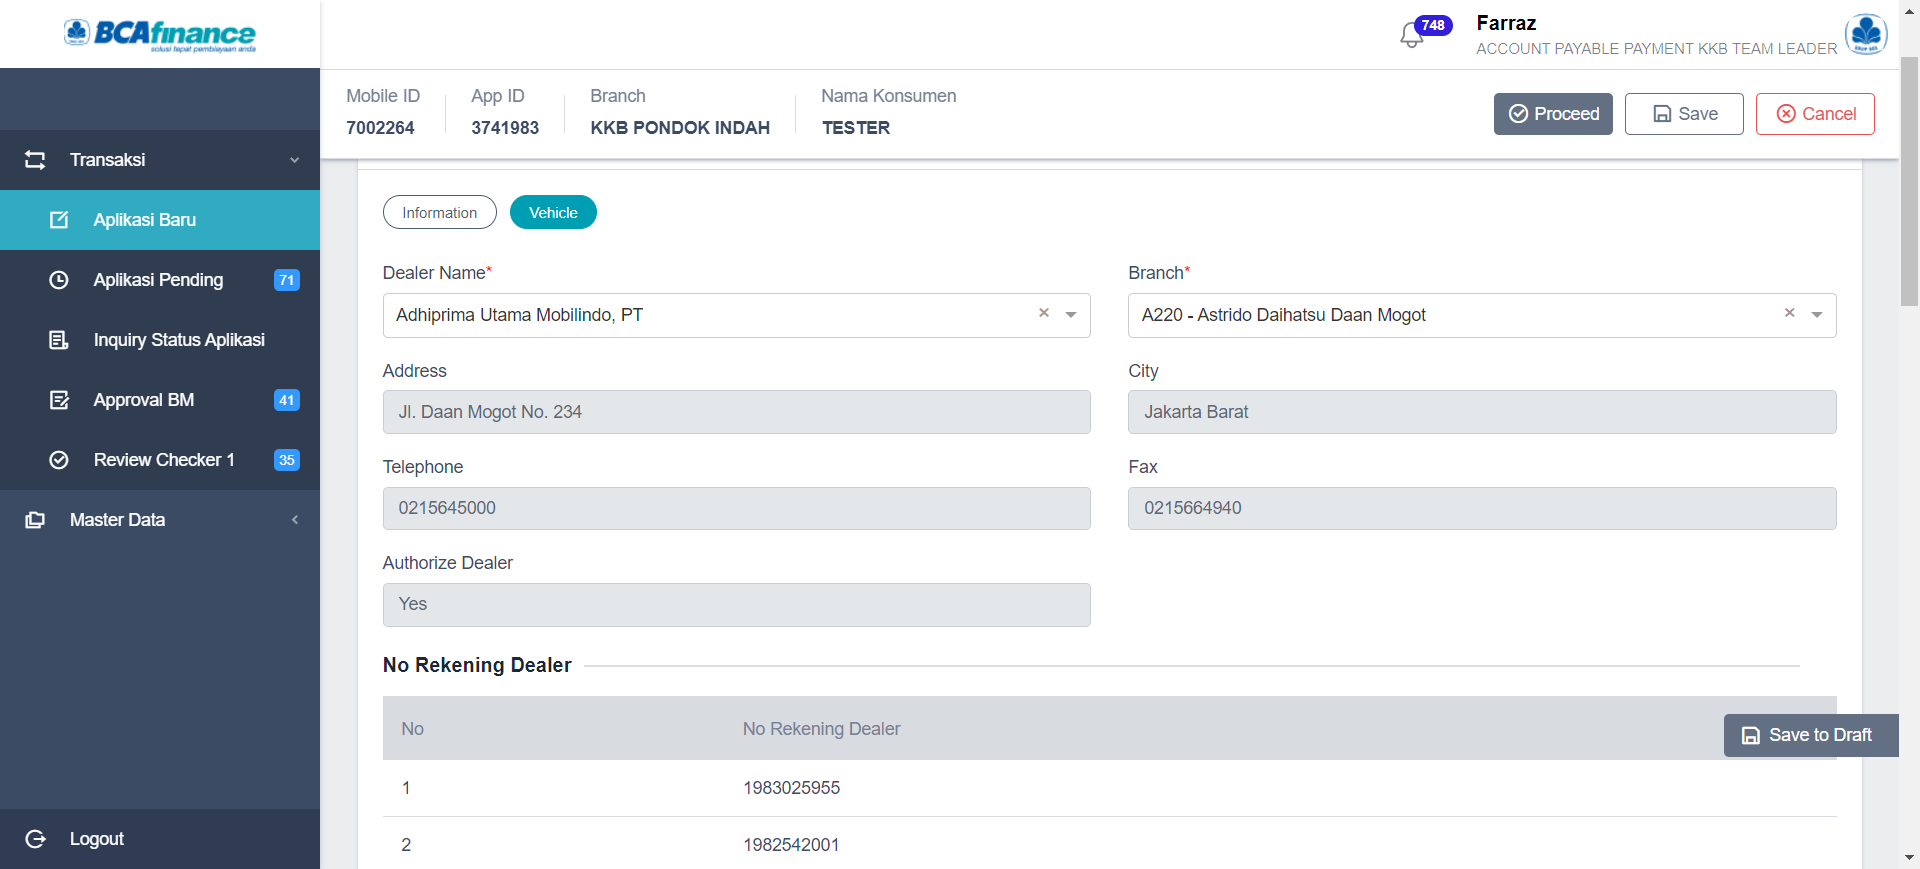 BCAfinance
solusi tepat pembiayaan anda
748
Farraz
ACCOUNT PAYABLE PAYMENT KKB TEAM LEADER
Mobile ID
7002264
App ID
3741983
Branch
KKB PONDOK INDAH
Nama Konsumen
TESTER
Proceed
Save
Cancel
Transaksi
Aplikasi Baru
Aplikasi Pending
71
Inquiry Status Aplikasi
Approval BM
41
Review Checker 1
35
Master Data
Logout
Information
Vehicle
Dealer Name*
Adhiprima Utama Mobilindo, PT
Branch*
A220 - Astrido Daihatsu Daan Mogot
Address
Jl. Daan Mogot No. 234
City
Jakarta Barat
Telephone
0215645000
Fax
0215664940
Authorize Dealer
Yes
No Rekening Dealer
No
No Rekening Dealer
Save to Draft
1
1983025955
2
1982542001